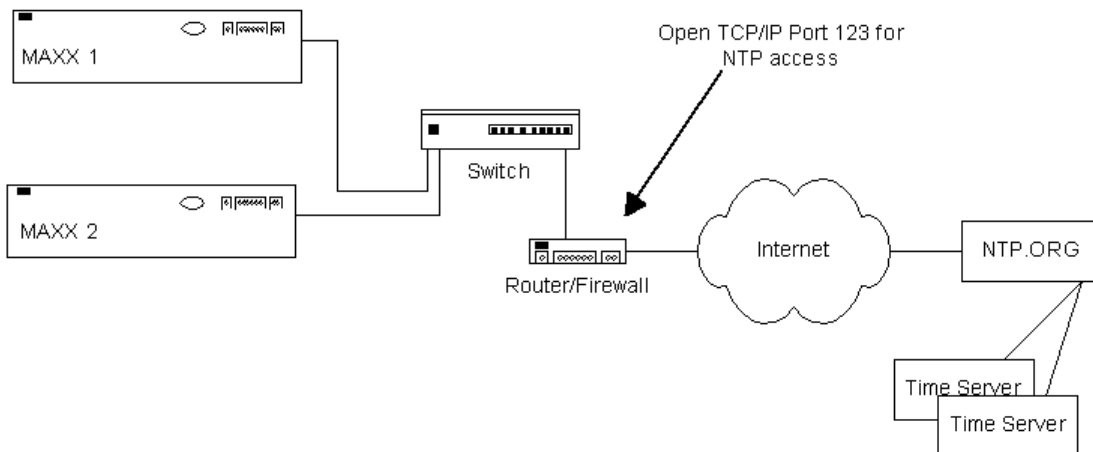 MAXX 1
Open TCP/IP Port 123 for
NTP access
Switch
MAXX 2
Internet
NTP.ORG
Router/Firewall
Time Server
Time Server